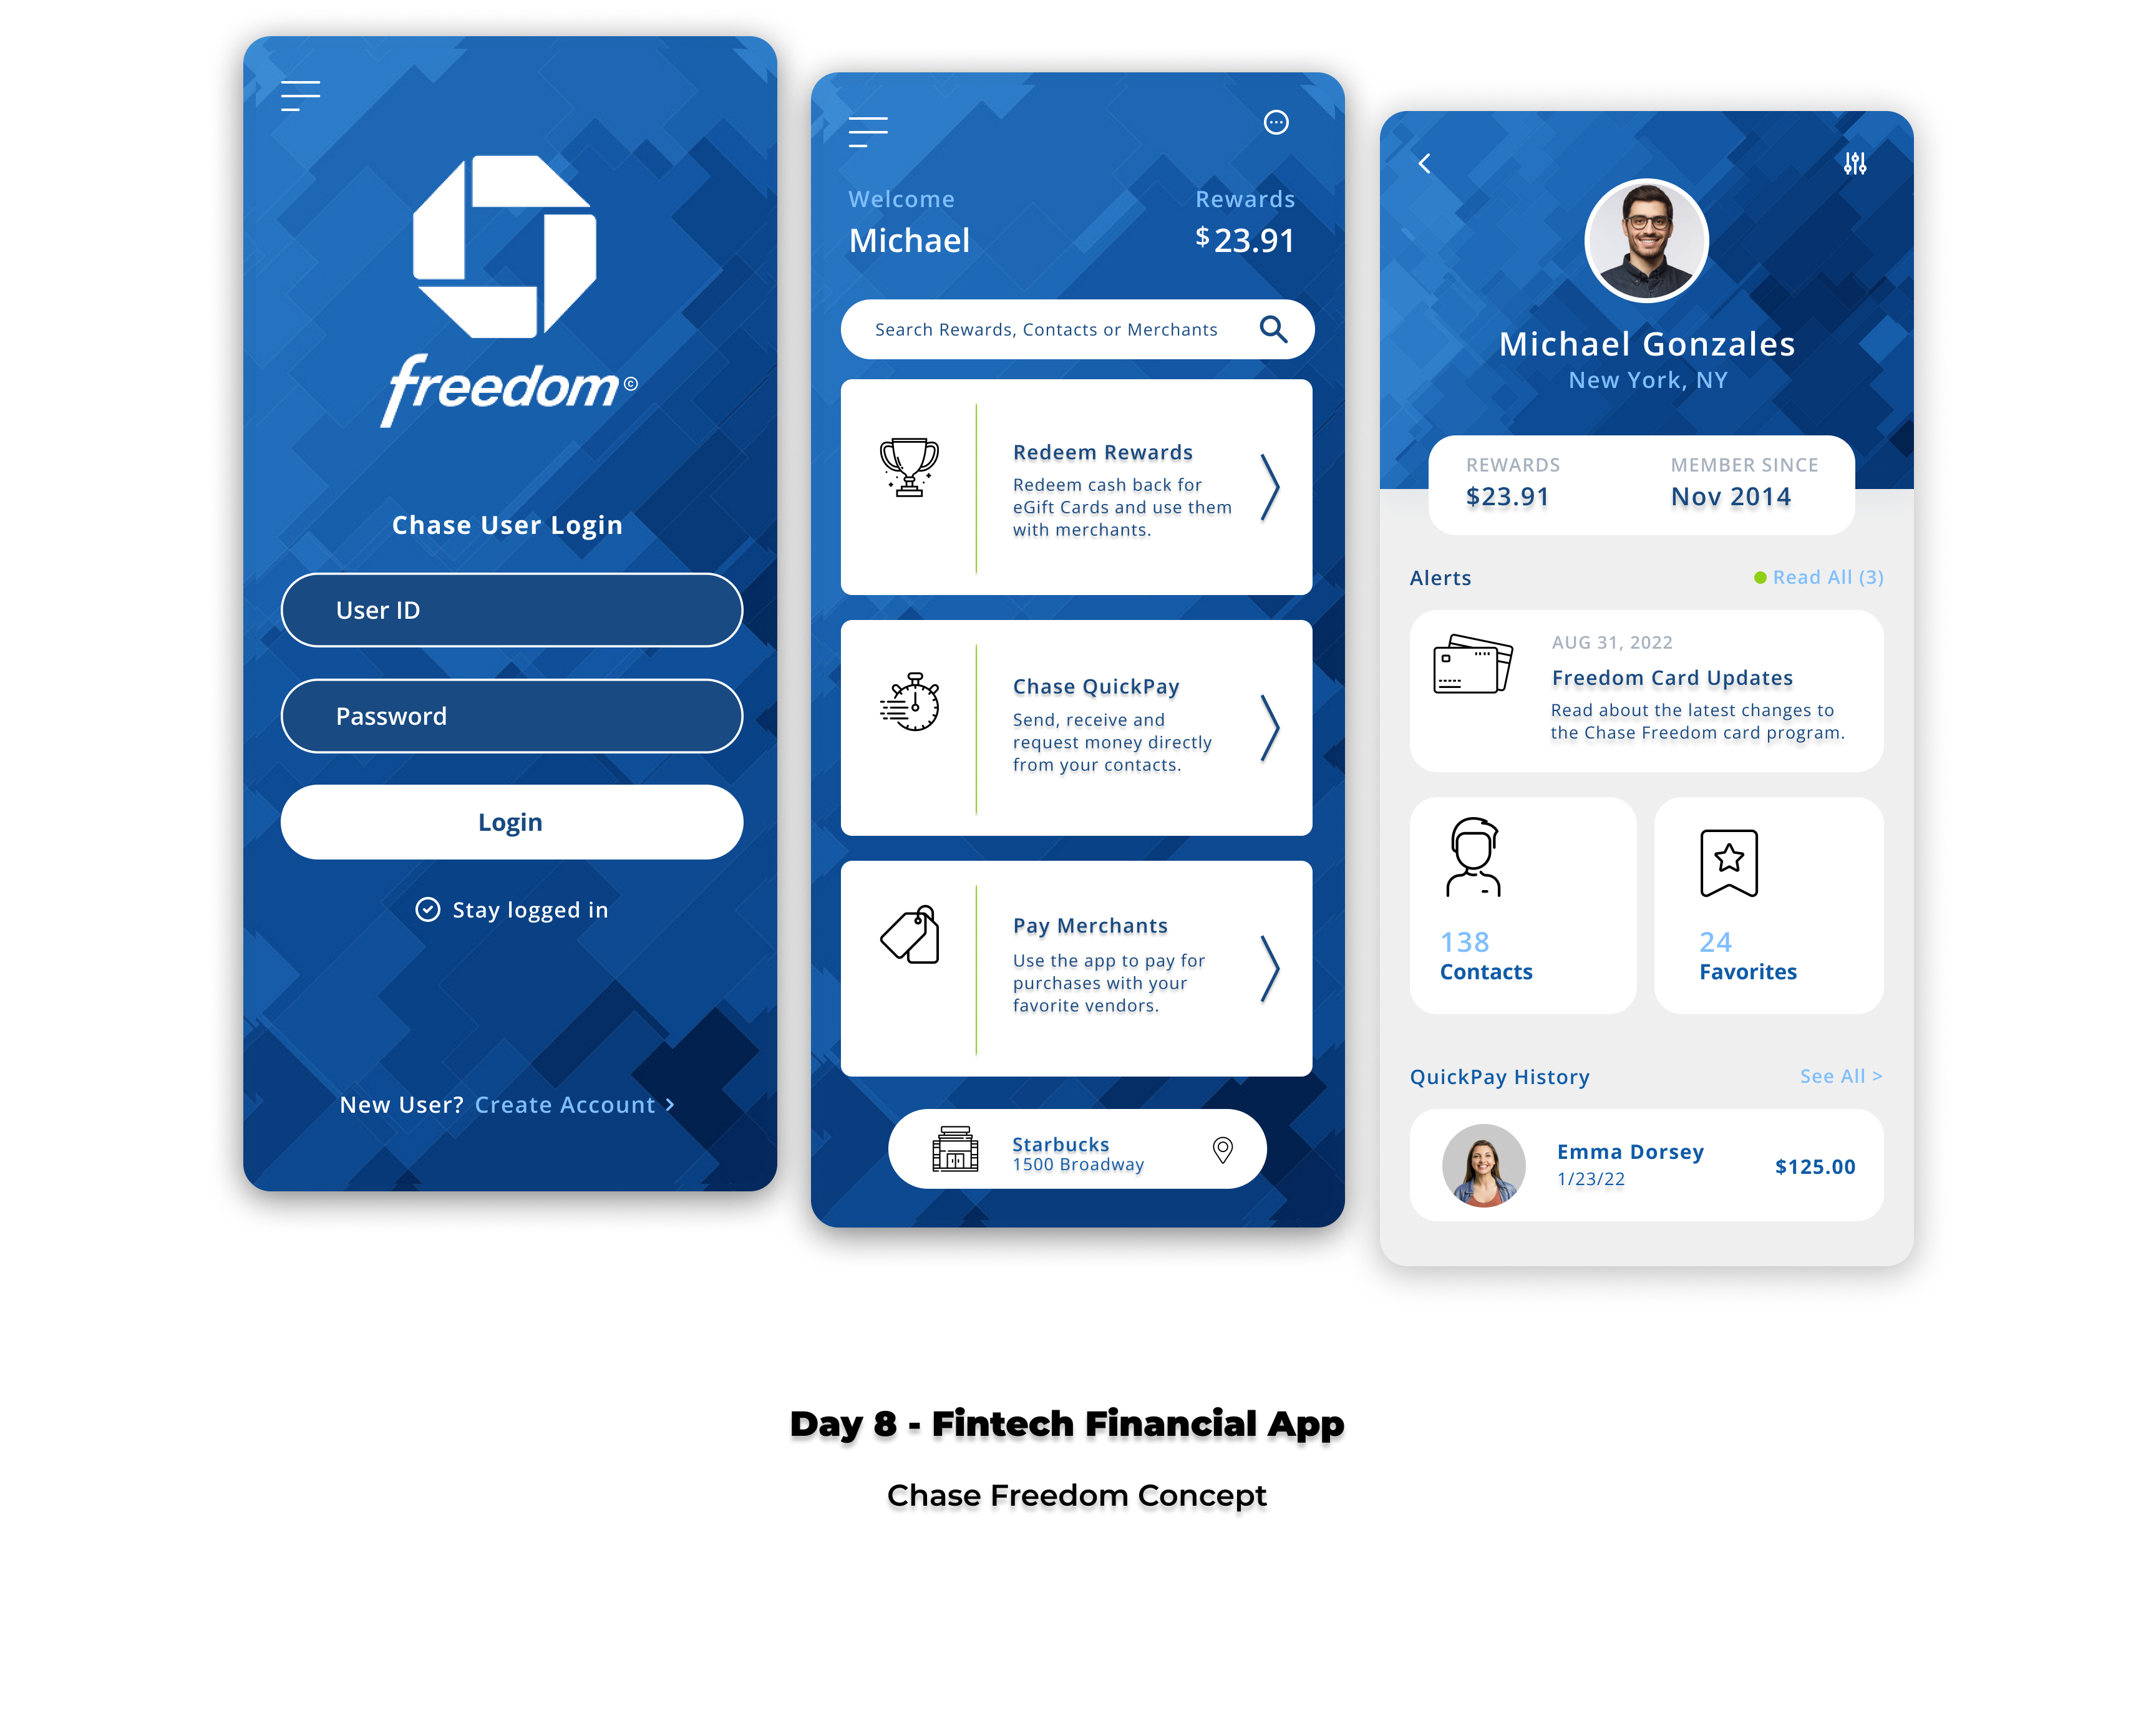 freedom©
Chase User Login
User ID
Password
Login
Stay logged in
New User? Create Account >
Welcome
Michael
Rewards
$23.91
Search Rewards, Contacts or Merchants
Redeem Rewards
Redeem cash back for
eGift Cards and use them
with merchants.
Chase QuickPay
Send, receive and
request money directly
from your contacts.
Pay Merchants
Use the app to pay for
purchases with your
favorite vendors.
Starbucks
1500 Broadway
Michael Gonzales
New York, NY
REWARDS
$23.91
MEMBER SINCE
Nov 2014
Alerts
Read All (3)
AUG 31, 2022
Freedom Card Updates
Read about the latest changes to
the Chase Freedom card program.
138
Contacts
24
Favorites
QuickPay History
See All >
Emma Dorsey
1/23/22
$125.00
Day 8 - Fintech Financial App
Chase Freedom Concept